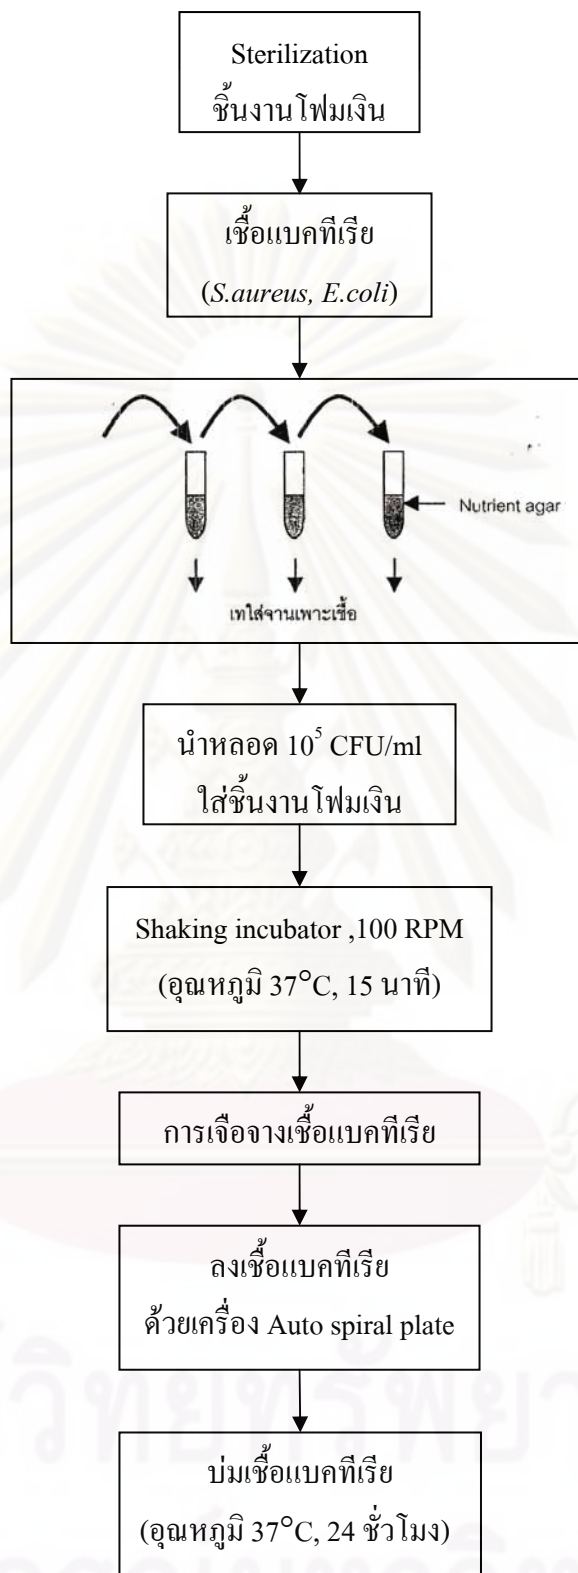 Sterilization
ชิ้นงานโฟมเงิน
เชื้อแบคทีเรีย
(S.aureus, E.coli)
Nutrient agar
เทใส่จานเพาะเชื้อ
นำหลอด 10⁵ CFU/ml
ใส่ชิ้นงานโฟมเงิน
Shaking incubator ,100 RPM
(อุณหภูมิ 37°C, 15 นาที)
การเจือจางเชื้อแบคทีเรีย
ลงเชื้อแบคทีเรีย
ด้วยเครื่อง Auto spiral plate
บ่มเชื้อแบคทีเรีย
(อุณหภูมิ 37°C, 24 ชั่วโมง)